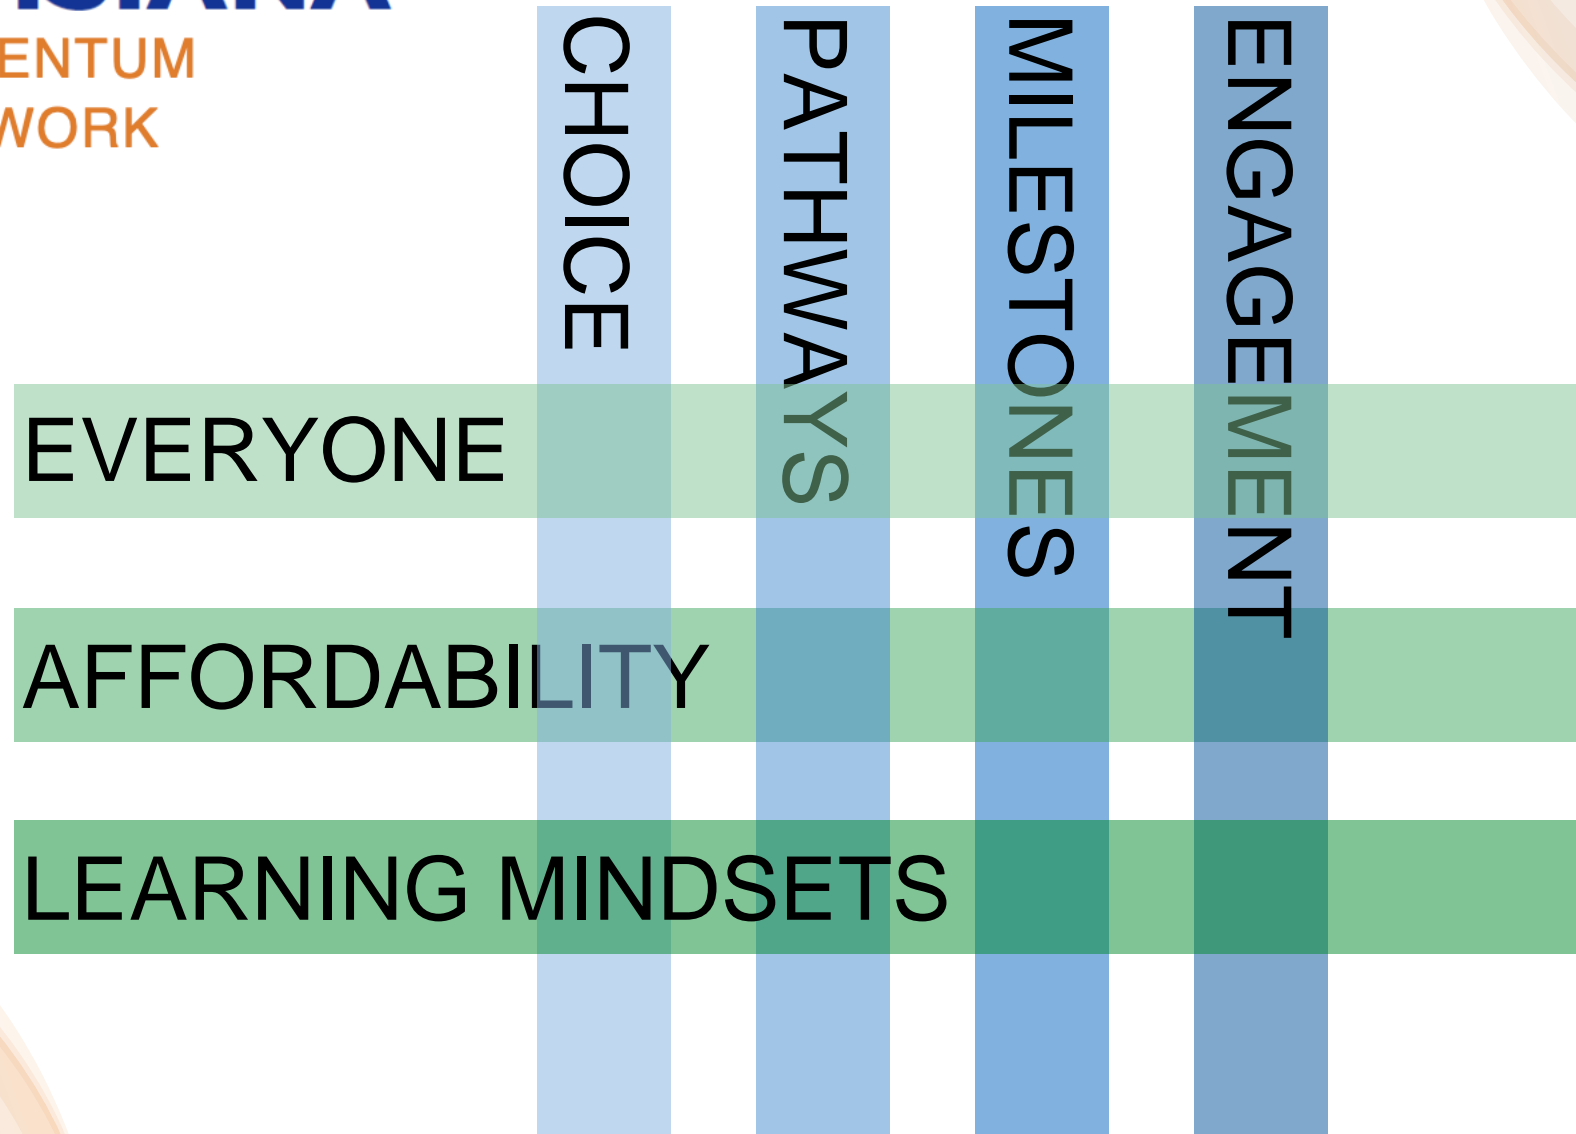 ENTUM
WORK
CHOICE
PATHWAYS
MILESTONES
ENGAGEMENT
EVERYONE
AFFORDABILITY
LEARNING MINDSETS